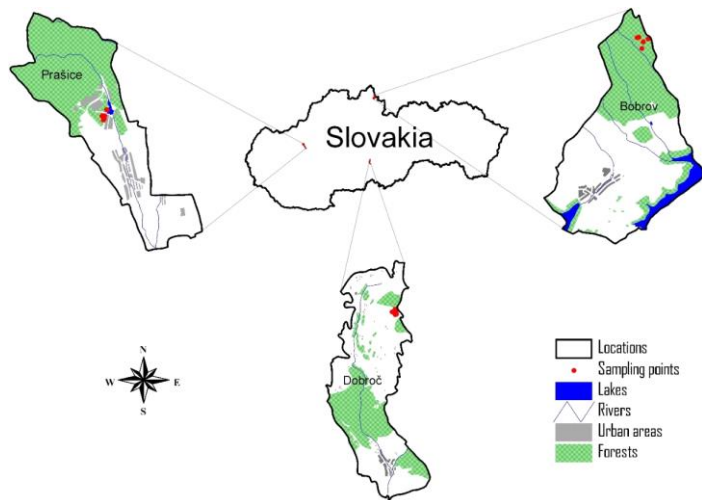 Prašice
Bobrov
Slovakia
Dobroč
N
W E
S
Locations
Sampling points
Lakes
Rivers
Urban areas
Forests